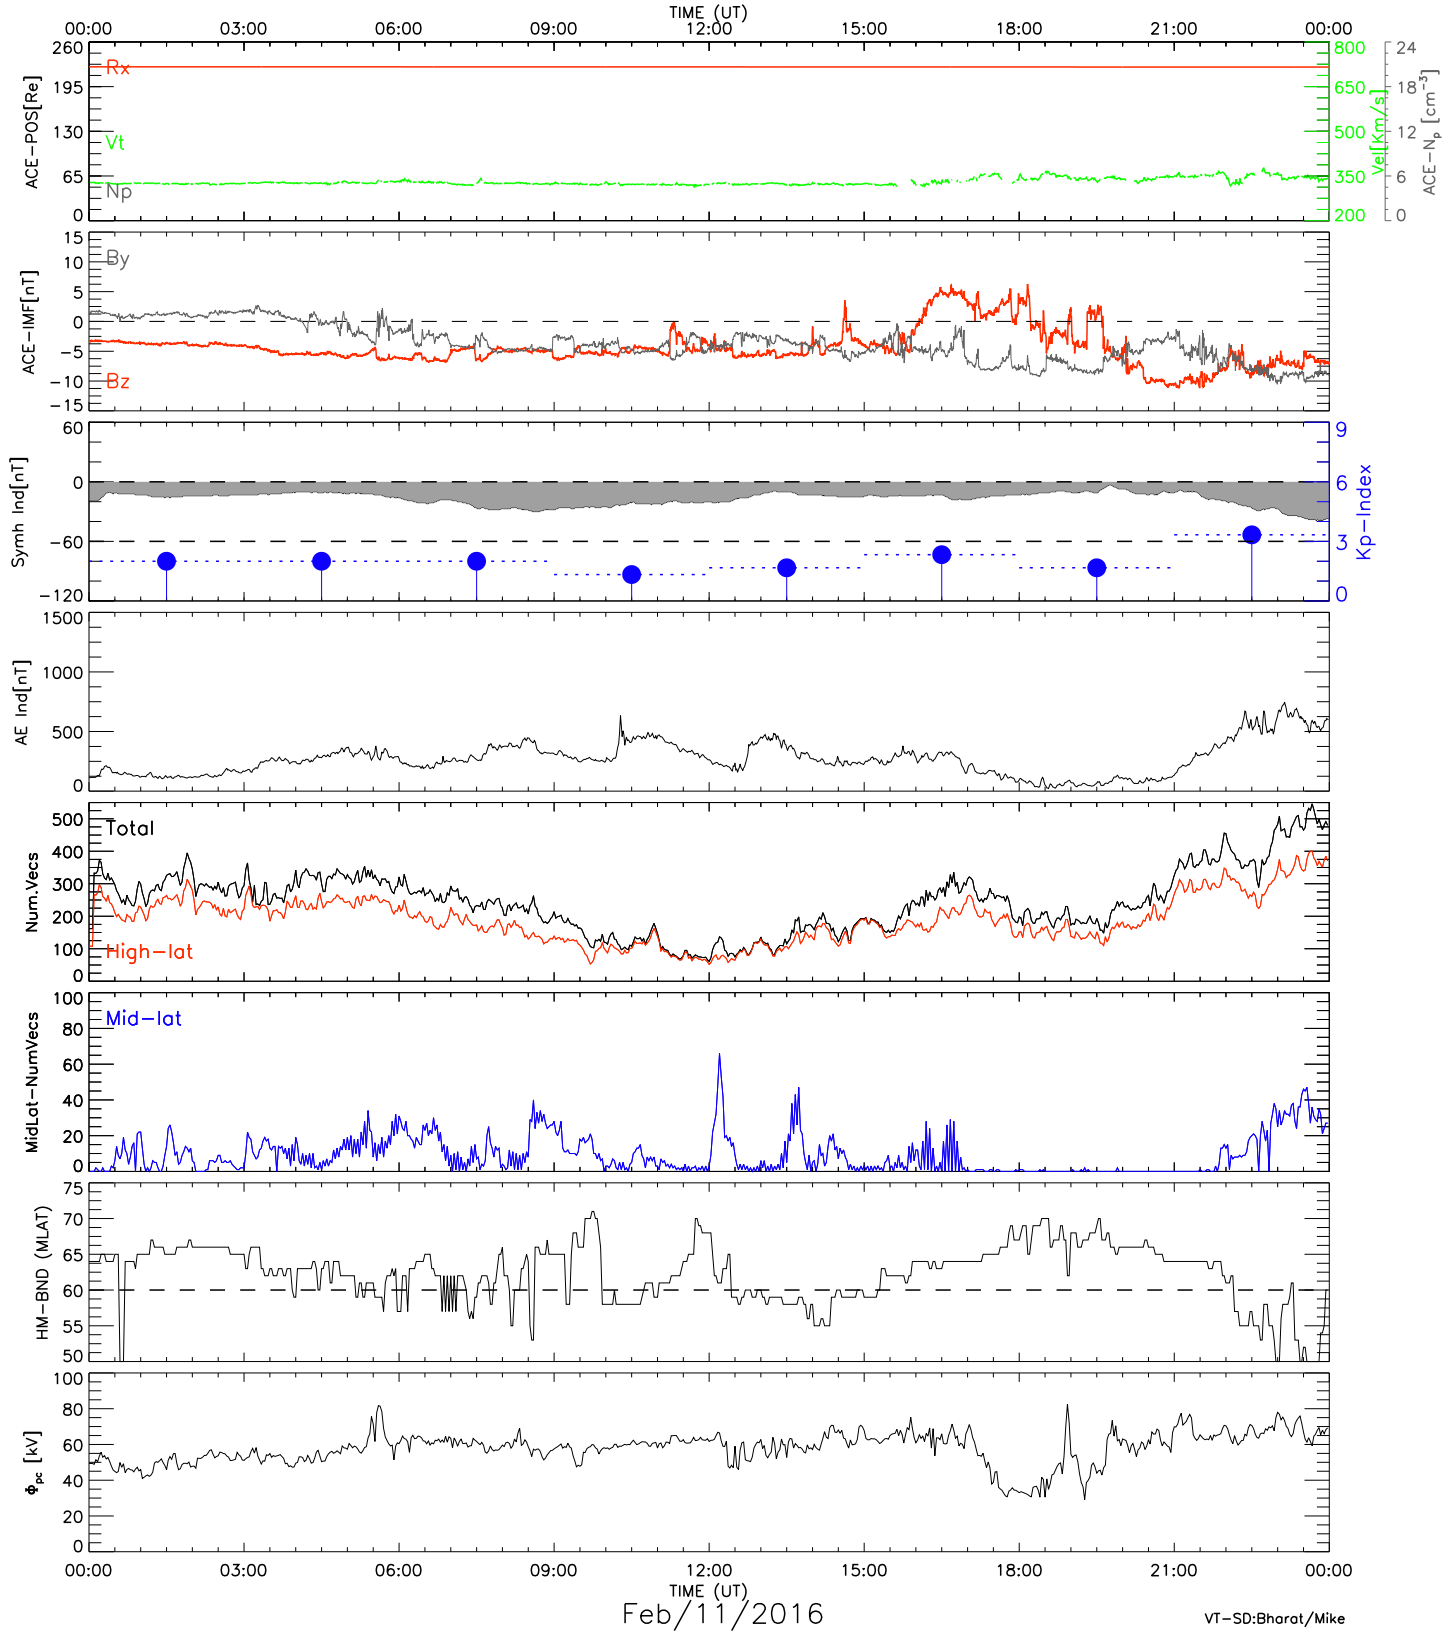 TIME (UT)
00:00 03:00 06:00 09:00 12:00 15:00 18:00 21:00 00:00
260
195
130
65
0
ACE-POS[Re]
Rx
Vt
Np
800
650
500
350
200
Vel[Km/s]
24
18
12
6
0
ACE-Np [cm⁻³]
15
10
5
0
-5
-10
-15
ACE-IMF[nT]
By
Bz
60
0
-60
-120
Symh Ind[nT]
9
6
3
0
Kp-Index
1500
1000
500
0
AE Ind[nT]
500
400
300
200
100
0
Num.Vecs
Total
High-lat
100
80
60
40
20
0
MidLat-NumVecs
Mid-lat
75
70
65
60
55
50
HM-BND (MLAT)
100
80
60
40
20
0
Φpc [kV]
00:00 03:00 06:00 09:00 12:00 15:00 18:00 21:00 00:00
TIME (UT)
Feb/11/2016
VT-SD:Bharat/Mike